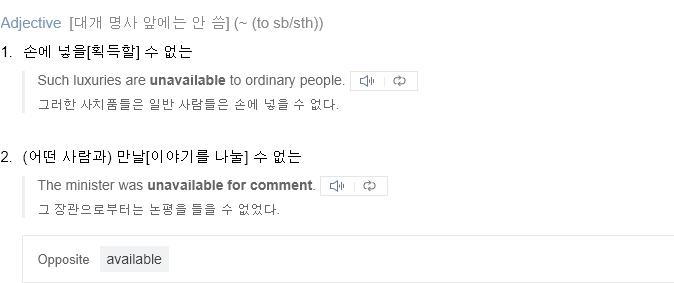 Adjective [대개 명사 앞에는 안 씀] (~ (to sb/sth))
1. 손에 넣을[획득할] 수 없는
Such luxuries are unavailable to ordinary people.
그러한 사치품들은 일반 사람들은 손에 넣을 수 없다.
2. (어떤 사람과) 만날[이야기를 나눌] 수 없는
The minister was unavailable for comment.
그 장관으로부터는 논평을 들을 수 없었다.
Opposite available